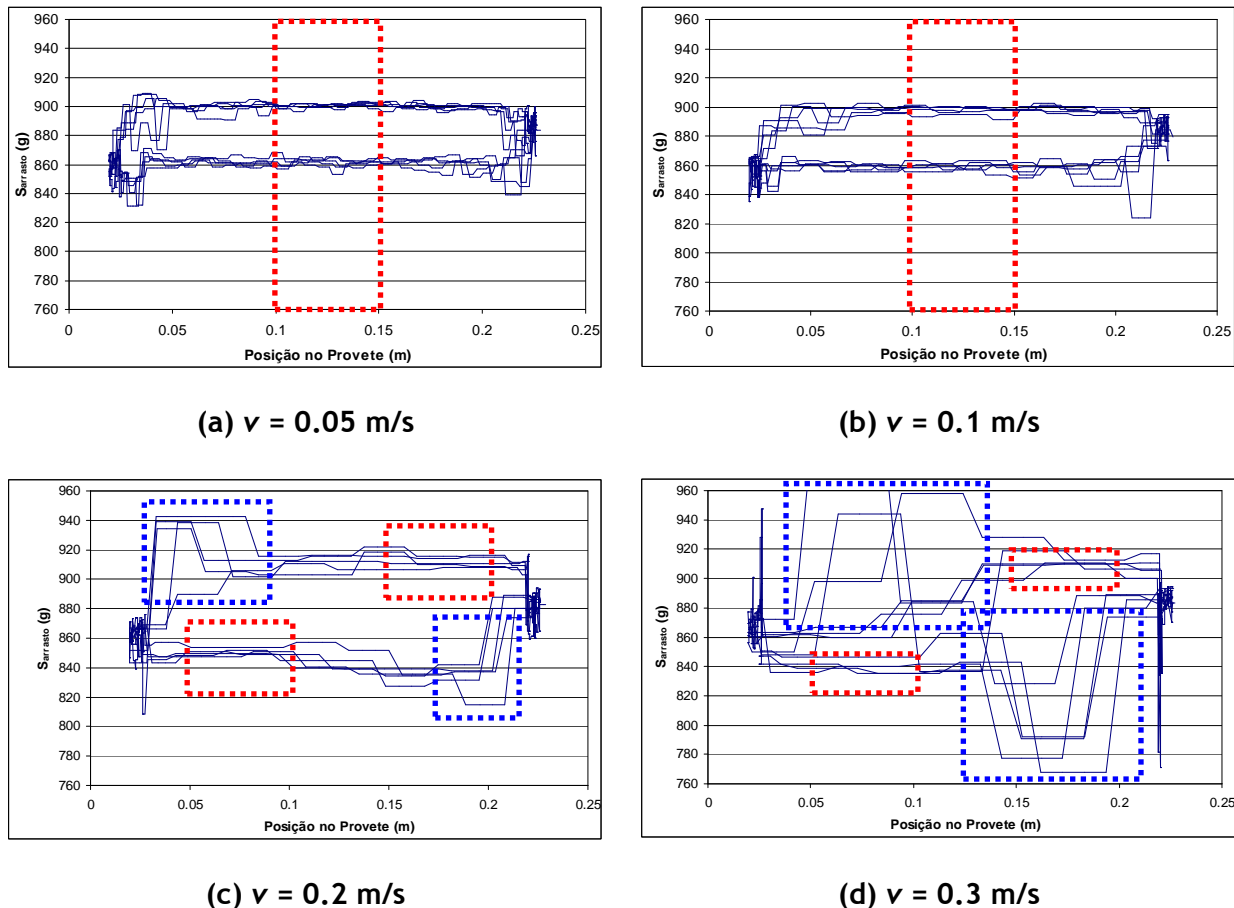 960
940
920
900
880
860
840
820
800
780
760
Sarrasto (g)
0 0.05 0.1 0.15 0.2 0.25
Posição no Provete (m)
(a) v = 0.05 m/s
960
940
920
900
880
860
840
820
800
780
760
Sarrasto (g)
0 0.05 0.1 0.15 0.2 0.25
Posição no Provete (m)
(b) v = 0.1 m/s
960
940
920
900
880
860
840
820
800
780
760
Sarrasto (g)
0 0.05 0.1 0.15 0.2 0.25
Posição no Provete (m)
(c) v = 0.2 m/s
960
940
920
900
880
860
840
820
800
780
760
Sarrasto (g)
0 0.05 0.1 0.15 0.2 0.25
Posição no Provete (m)
(d) v = 0.3 m/s